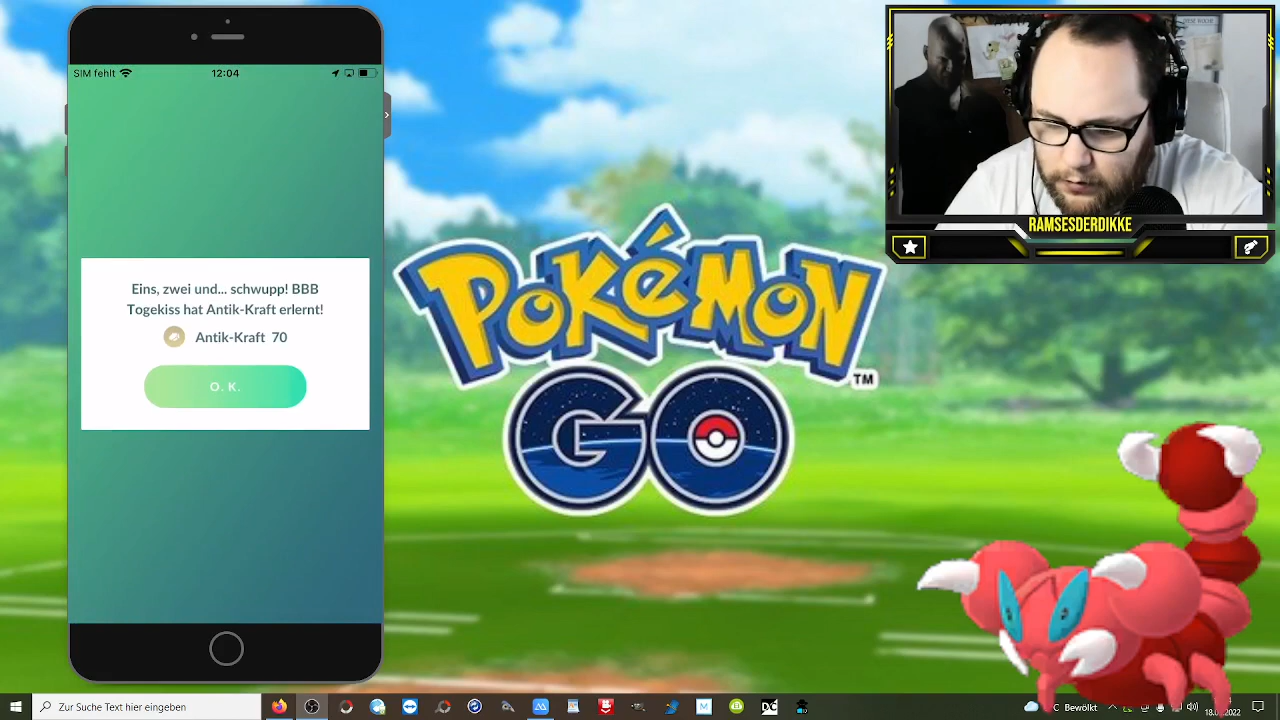 SIM fehlt
12:04
Eins, zwei und... schwupp! BBB
Togekiss hat Antik-Kraft erlernt!
Antik-Kraft 70
O. K.
POKÉMON
TM
GO
RAMSESDERDIKKE
Zur Suche Text hier eingeben
C Bewölkt